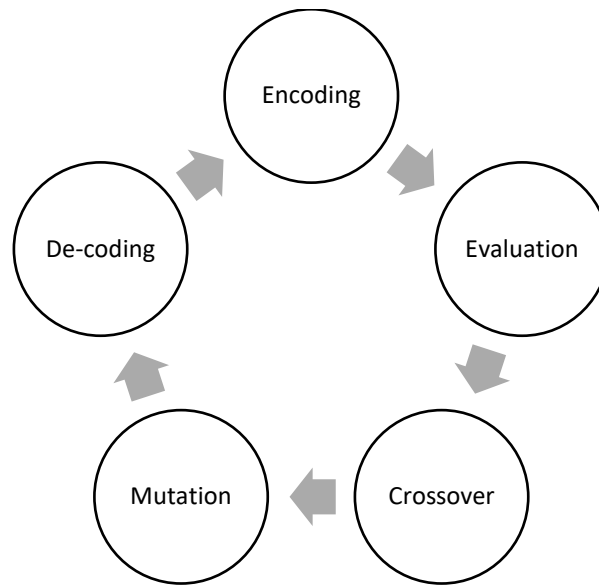 Encoding
Evaluation
Crossover
Mutation
De-coding